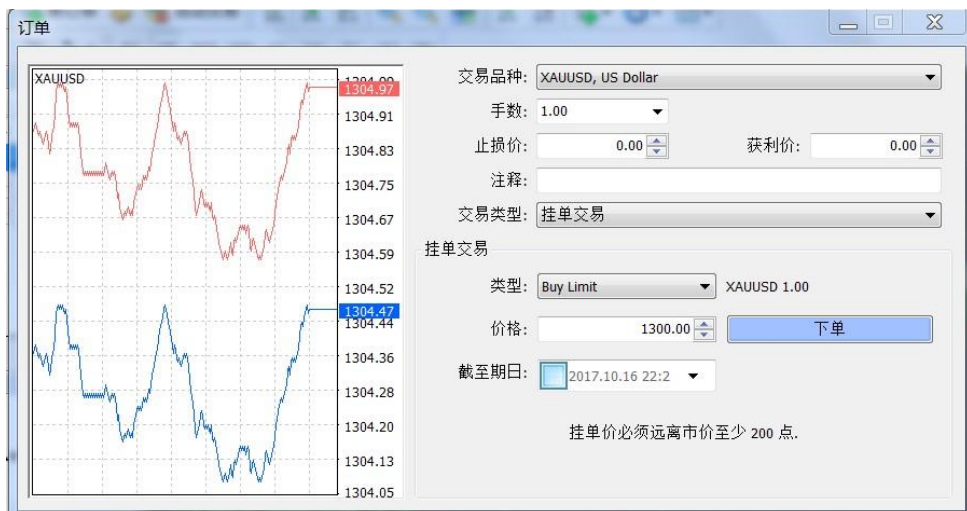 订单
XAUUSD
1304.99
1304.97
1304.91
1304.83
1304.75
1304.67
1304.59
1304.52
1304.47
1304.44
1304.36
1304.28
1304.20
1304.13
1304.05
交易品种: XAUUSD, US Dollar
手数: 1.00
止损价: 0.00 获利价: 0.00
注释:
交易类型: 挂单交易
挂单交易
类型: Buy Limit XAUUSD 1.00
价格: 1300.00 下单
截至期日: 2017.10.16 22:2
挂单价必须远离市价至少 200 点.